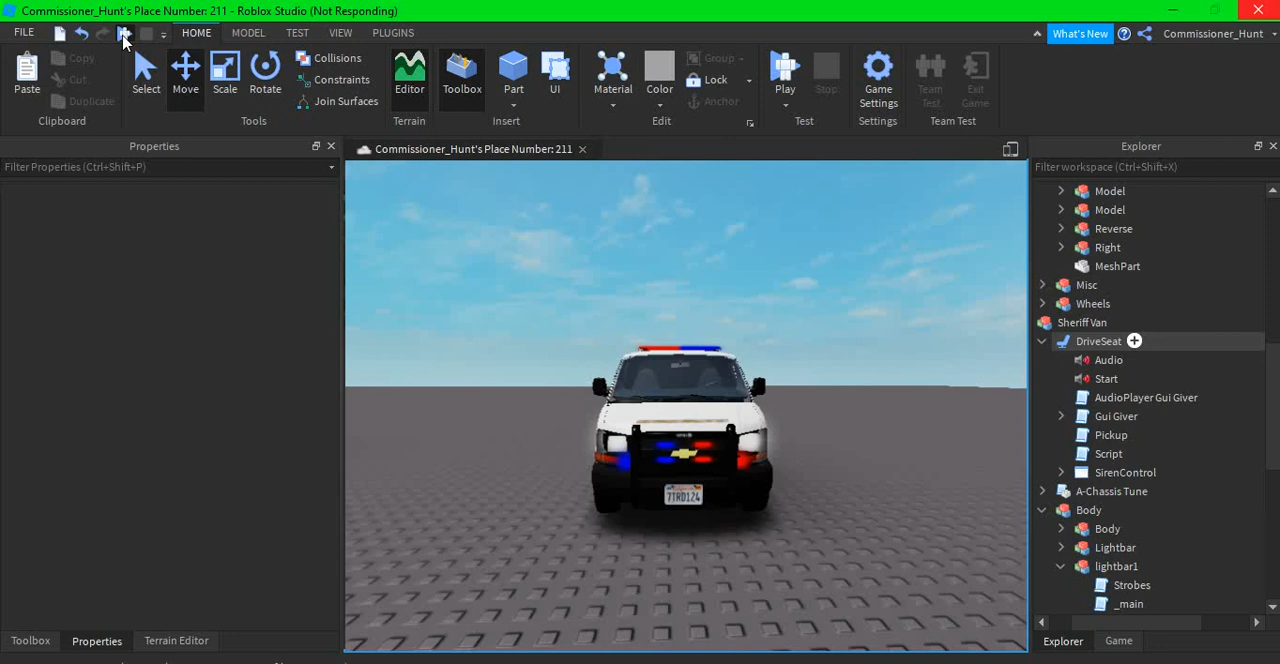 Commissioner_Hunt's Place Number: 211 - Roblox Studio (Not Responding)
FILE HOME MODEL TEST VIEW PLUGINS What's New Commissioner_Hunt
Paste Copy Cut Duplicate Clipboard
Select Move Scale Rotate Collisions Constraints Join Surfaces Tools
Editor Terrain
Toolbox Part UI Insert
Material Color Group Lock Anchor Edit
Play Stop Test
Game Settings Settings
Team Test Exit Game Team Test
Properties
Filter Properties (Ctrl+Shift+P)
Commissioner_Hunt's Place Number: 211
7TRD124
Explorer
Filter workspace (Ctrl+Shift+X)
Model
Model
Reverse
Right
MeshPart
Misc
Wheels
Sheriff Van
DriveSeat
Audio
Start
AudioPlayer Gui Giver
Gui Giver
Pickup
Script
SirenControl
A-Chassis Tune
Body
Body
Lightbar
lightbar1
Strobes
_main
Toolbox Properties Terrain Editor
Explorer Game